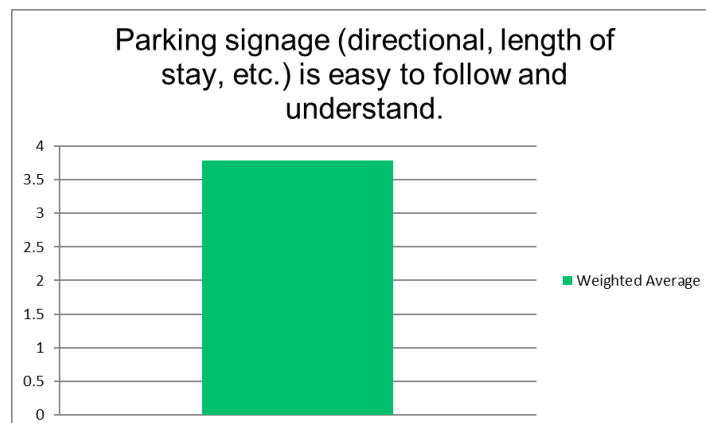 Parking signage (directional, length of
stay, etc.) is easy to follow and
understand.
4
3.5
3
2.5
2
1.5
1
0.5
0
Weighted Average